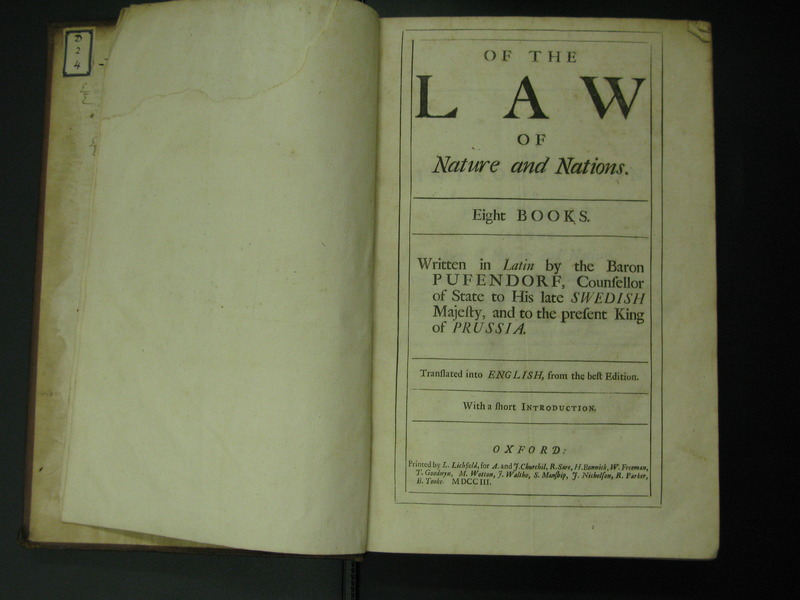 D
2
4
OF THE
LAW
OF
Nature and Nations.
Eight BOOKS.
Written in Latin by the Baron
PUFENDORF, Counſellor
of State to His late SWEDISH
Majeſty, and to the preſent King
of PRUSSIA.
Tranſlated into ENGLISH, from the beſt Edition.
With a ſhort INTRODUCTION.
OXFORD:
Printed by L. Lichfield, for A. and J. Churchil, R. Sare, H. Bonwick, W. Freeman,
T. Goodwyn, M. Wotton, J. Walthoe, S. Manſhip, J. Nicholſon, R. Parker,
B. Tooke. MDCCIII.